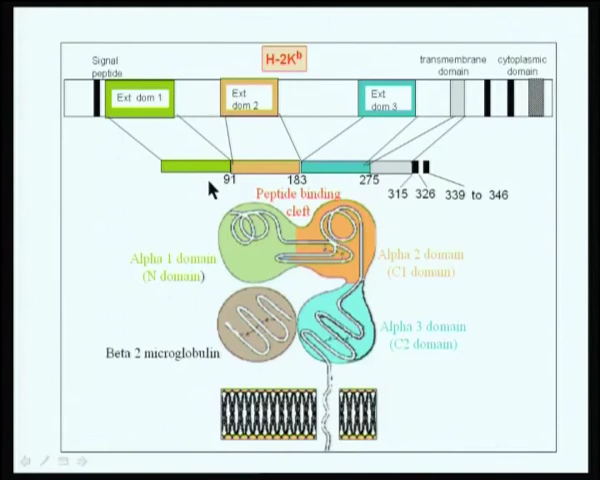 H-2Kb
Signal
peptide
transmembrane
domain
cytoplasmic
domain
Ext dom 1
Ext
dom 2
Ext
dom 3
91
183
275
315 326 339 to 346
Peptide binding
cleft
Alpha 1 domain
(N domain)
Alpha 2 domain
(C1 domain)
Alpha 3 domain
(C2 domain)
Beta 2 microglobulin